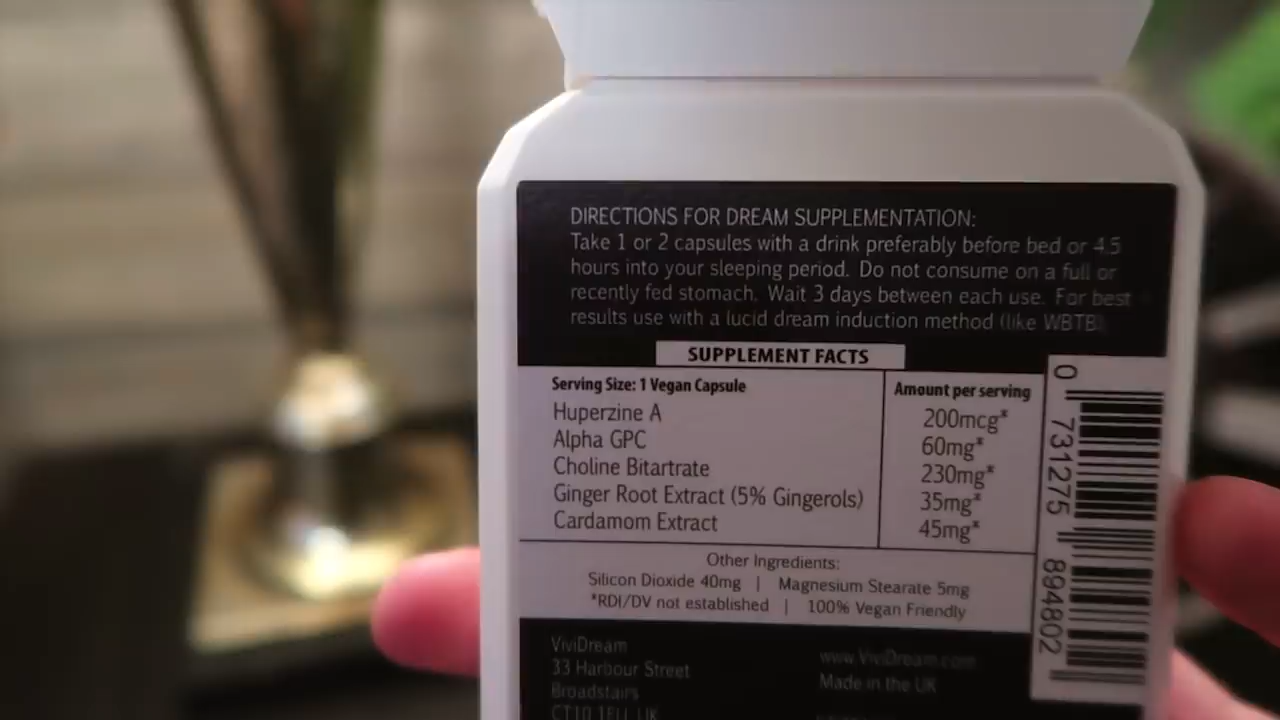 DIRECTIONS FOR DREAM SUPPLEMENTATION:
Take 1 or 2 capsules with a drink preferably before bed or 4.5
hours into your sleeping period. Do not consume on a full or
recently fed stomach. Wait 3 days between each use. For best
results use with a lucid dream induction method (like WBTB)
SUPPLEMENT FACTS
Serving Size: 1 Vegan Capsule Amount per serving
Huperzine A 200mcg*
Alpha GPC 60mg*
Choline Bitartrate 230mg*
Ginger Root Extract (5% Gingerols) 35mg*
Cardamom Extract 45mg*
Other Ingredients:
Silicon Dioxide 40mg | Magnesium Stearate 5mg
*RDI/DV not established | 100% Vegan Friendly
0 731275 894802
ViviDream
33 Harbour Street
Broadstairs
www.ViviDream.com
Made in the UK